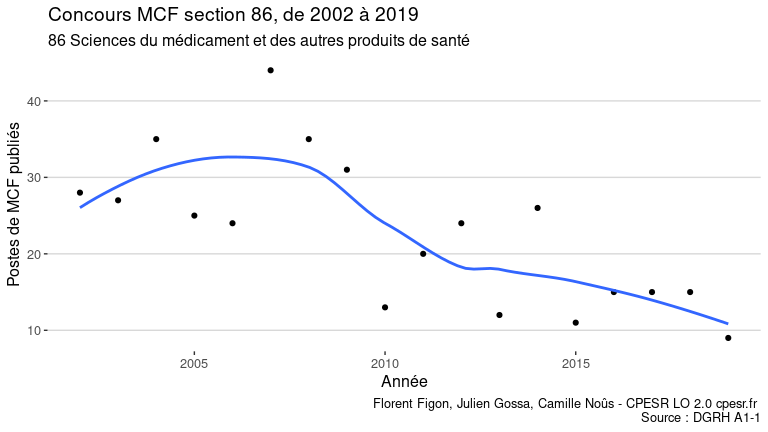 Concours MCF section 86, de 2002 à 2019
86 Sciences du médicament et des autres produits de santé
Postes de MCF publiés
40
30
20
10
2005
2010
2015
Année
Florent Figon, Julien Gossa, Camille Noûs - CPESR LO 2.0 cpesr.fr
Source : DGRH A1-1